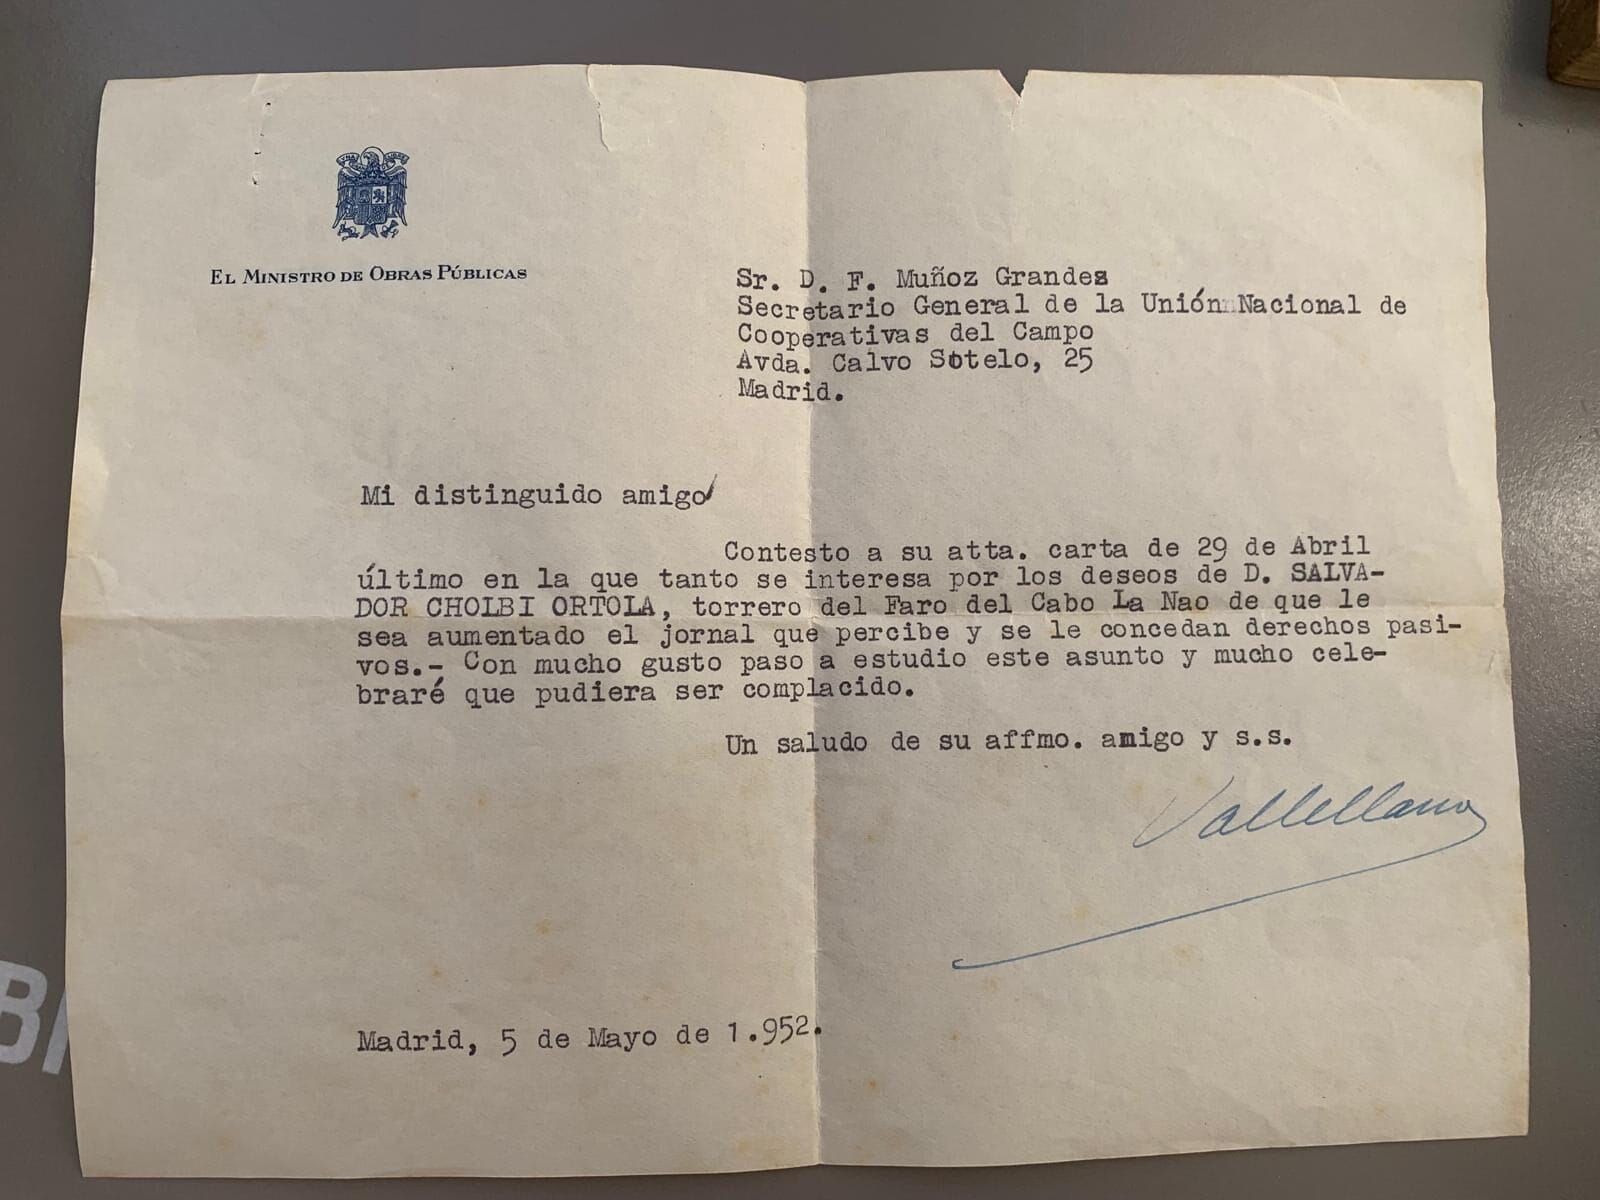 EL MINISTRO DE OBRAS PÚBLICAS
Sr. D. F. Muñoz Grandes
Secretario General de la Unión Nacional de
Cooperativas del Campo
Avda. Calvo Sotelo, 25
Madrid.
Mi distinguido amigo
Contesto a su atta. carta de 29 de Abril
último en la que tanto se interesa por los deseos de D. SALVA-
DOR CHOLBI ORTOLA, torrero del Faro del Cabo La Nao de que le
sea aumentado el jornal que percibe y se le concedan derechos pasi-
vos.- Con mucho gusto paso a estudio este asunto y mucho cele-
braré que pudiera ser complacido.
Un saludo de su affmo. amigo y s.s.
Vallellano
Madrid, 5 de Mayo de 1.952.